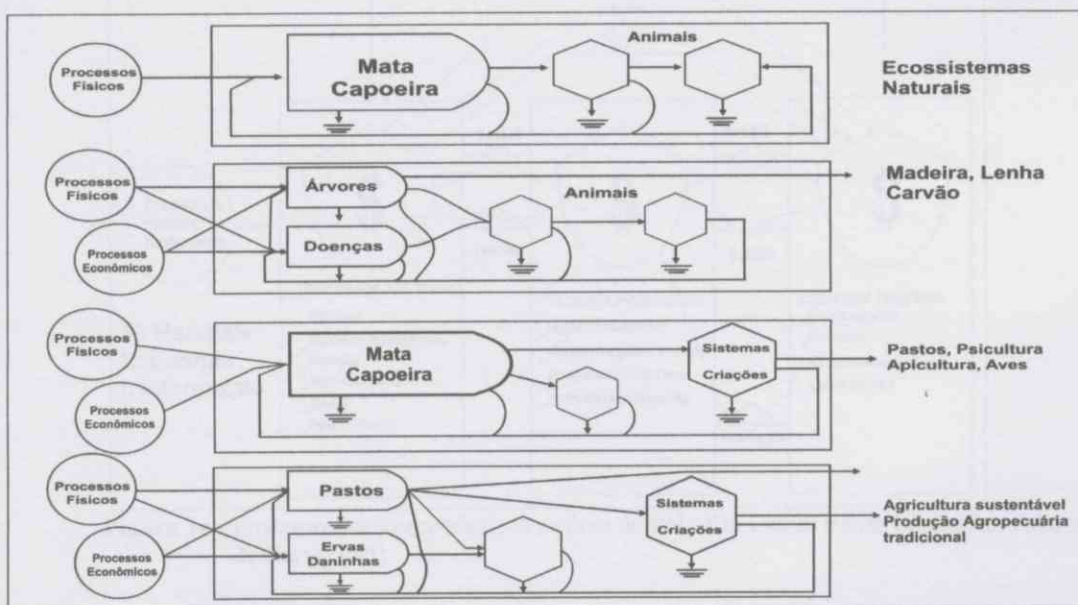 Processos
Físicos
Mata
Capoeira
Animais
Ecossistemas
Naturais
Processos
Físicos
Processos
Econômicos
Árvores
Doenças
Animais
Madeira, Lenha
Carvão
Processos
Físicos
Processos
Econômicos
Mata
Capoeira
Sistemas
Criações
Pastos, Psicultura
Apicultura, Aves
Processos
Físicos
Processos
Econômicos
Pastos
Ervas
Daninhas
Sistemas
Criações
Agricultura sustentável
Produção Agropecuária
tradicional